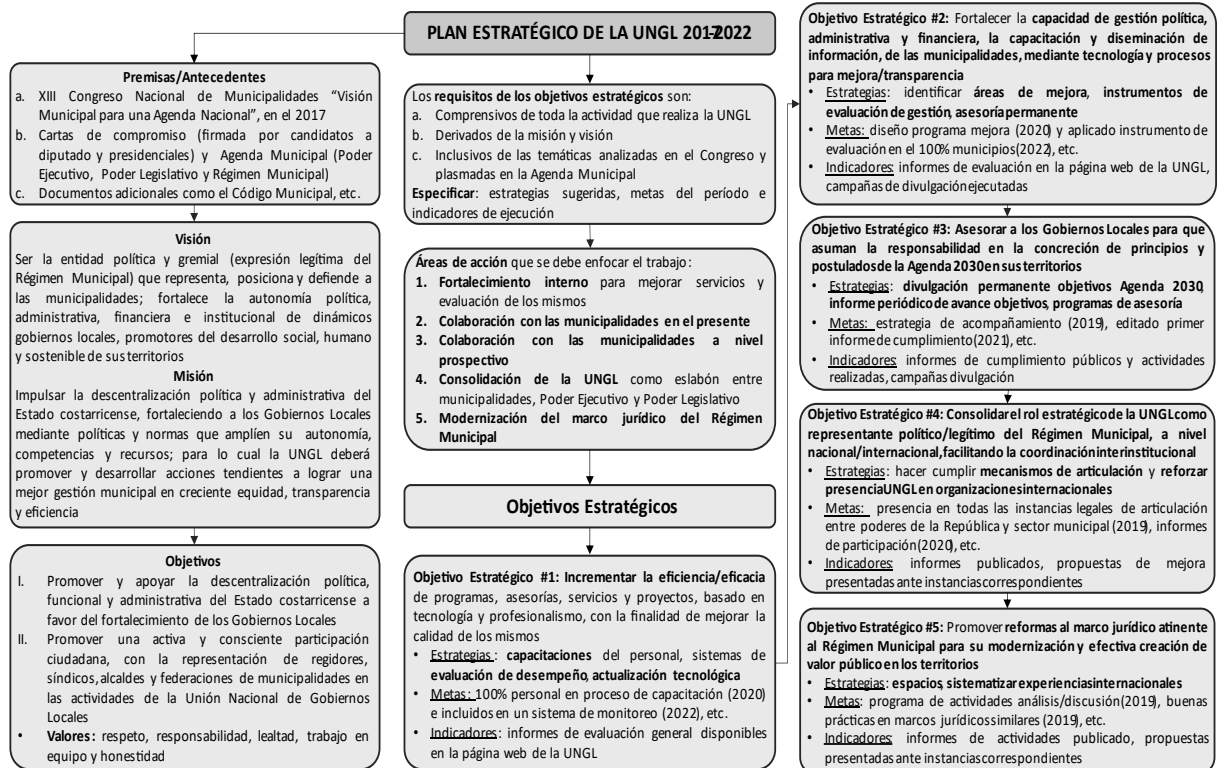 PLAN ESTRATÉGICO DE LA UNGL 2017-2022
Premisas/Antecedentes
a. XIII Congreso Nacional de Municipalidades "Visión
Municipal para una Agenda Nacional", en el 2017
b. Cartas de compromiso (firmada por candidatos a
diputado y presidenciales) y Agenda Municipal (Poder
Ejecutivo, Poder Legislativo y Régimen Municipal)
c. Documentos adicionales como el Código Municipal, etc.
Visión
Ser la entidad política y gremial (expresión legítima del
Régimen Municipal) que representa, posiciona y defiende a
las municipalidades; fortalece la autonomía política,
administrativa, financiera e institucional de dinámicos
gobiernos locales, promotores del desarrollo social, humano
y sostenible de sus territorios
Misión
Impulsar la descentralización política y administrativa del
Estado costarricense, fortaleciendo a los Gobiernos Locales
mediante políticas y normas que amplíen su autonomía,
competencias y recursos; para lo cual la UNGL deberá
promover y desarrollar acciones tendientes a lograr una
mejor gestión municipal en creciente equidad, transparencia
y eficiencia
Objetivos
I. Promover y apoyar la descentralización política,
funcional y administrativa del Estado costarricense a
favor del fortalecimiento de los Gobiernos Locales
II. Promover una activa y consciente participación
ciudadana, con la representación de regidores,
síndicos, alcaldes y federaciones de municipalidades en
las actividades de la Unión Nacional de Gobiernos
Locales
• Valores: respeto, responsabilidad, lealtad, trabajo en
equipo y honestidad
Los requisitos de los objetivos estratégicos son:
a. Comprensivos de toda la actividad que realiza la UNGL
b. Derivados de la misión y visión
c. Inclusivos de las temáticas analizadas en el Congreso y
plasmadas en la Agenda Municipal
Especificar: estrategias sugeridas, metas del período e
indicadores de ejecución
Áreas de acción que se debe enfocar el trabajo:
1. Fortalecimiento interno para mejorar servicios y
evaluación de los mismos
2. Colaboración con las municipalidades en el presente
3. Colaboración con las municipalidades a nivel
prospectivo
4. Consolidación de la UNGL como eslabón entre
municipalidades, Poder Ejecutivo y Poder Legislativo
5. Modernización del marco jurídico del Régimen
Municipal
Objetivos Estratégicos
Objetivo Estratégico #1: Incrementar la eficiencia/eficacia
de programas, asesorías, servicios y proyectos, basado en
tecnología y profesionalismo, con la finalidad de mejorar la
calidad de los mismos
• Estrategias: capacitaciones del personal, sistemas de
evaluación de desempeño, actualización tecnológica
• Metas: 100% personal en proceso de capacitación (2020)
e incluidos en un sistema de monitoreo (2022), etc.
• Indicadores: informes de evaluación general disponibles
en la página web de la UNGL
Objetivo Estratégico #2: Fortalecer la capacidad de gestión política,
administrativa y financiera, la capacitación y diseminación de
información, de las municipalidades, mediante tecnología y procesos
para mejora/transparencia
• Estrategias: identificar áreas de mejora, instrumentos de
evaluación de gestión, asesoría permanente
• Metas: diseño programa mejora (2020) y aplicado instrumento de
evaluación en el 100% municipios (2022), etc.
• Indicadores: informes de evaluación en la página web de la UNGL,
campañas de divulgación ejecutadas
Objetivo Estratégico #3: Asesorar a los Gobiernos Locales para que
asuman la responsabilidad en la concreción de principios y
postulados de la Agenda 2030 en sus territorios
• Estrategias: divulgación permanente objetivos Agenda 2030,
informe periódico de avance objetivos, programas de asesoría
• Metas: estrategia de acompañamiento (2019), editado primer
informe de cumplimiento (2021), etc.
• Indicadores: informes de cumplimiento públicos y actividades
realizadas, campañas divulgación
Objetivo Estratégico #4: Consolidar el rol estratégico de la UNGL como
representante político/legítimo del Régimen Municipal, a nivel
nacional/internacional, facilitando la coordinación interinstitucional
• Estrategias: hacer cumplir mecanismos de articulación y reforzar
presencia UNGL en organizaciones internacionales
• Metas: presencia en todas las instancias legales de articulación
entre poderes de la República y sector municipal (2019), informes
de participación (2020), etc.
• Indicadores: informes publicados, propuestas de mejora
presentadas ante instancias correspondientes
Objetivo Estratégico #5: Promover reformas al marco jurídico atinente
al Régimen Municipal para su modernización y efectiva creación de
valor público en los territorios
• Estrategias: espacios, sistematizar experiencias internacionales
• Metas: programa de actividades análisis/discusión (2019), buenas
prácticas en marcos jurídicos similares (2019), etc.
• Indicadores: informes de actividades publicado, propuestas
presentadas ante instancias correspondientes